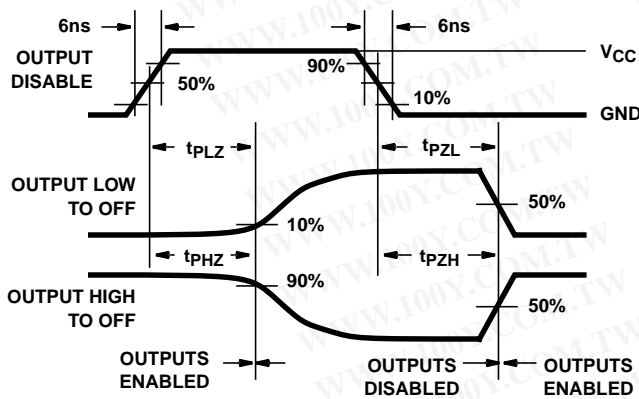 6ns
6ns
OUTPUT
DISABLE
50%
90%
10%
VCC
GND
tPLZ
tPZL
OUTPUT LOW
TO OFF
10%
50%
tPHZ
tPZH
90%
OUTPUT HIGH
TO OFF
50%
OUTPUTS
ENABLED
OUTPUTS
DISABLED
OUTPUTS
ENABLED
WWW.100Y.COM.TW